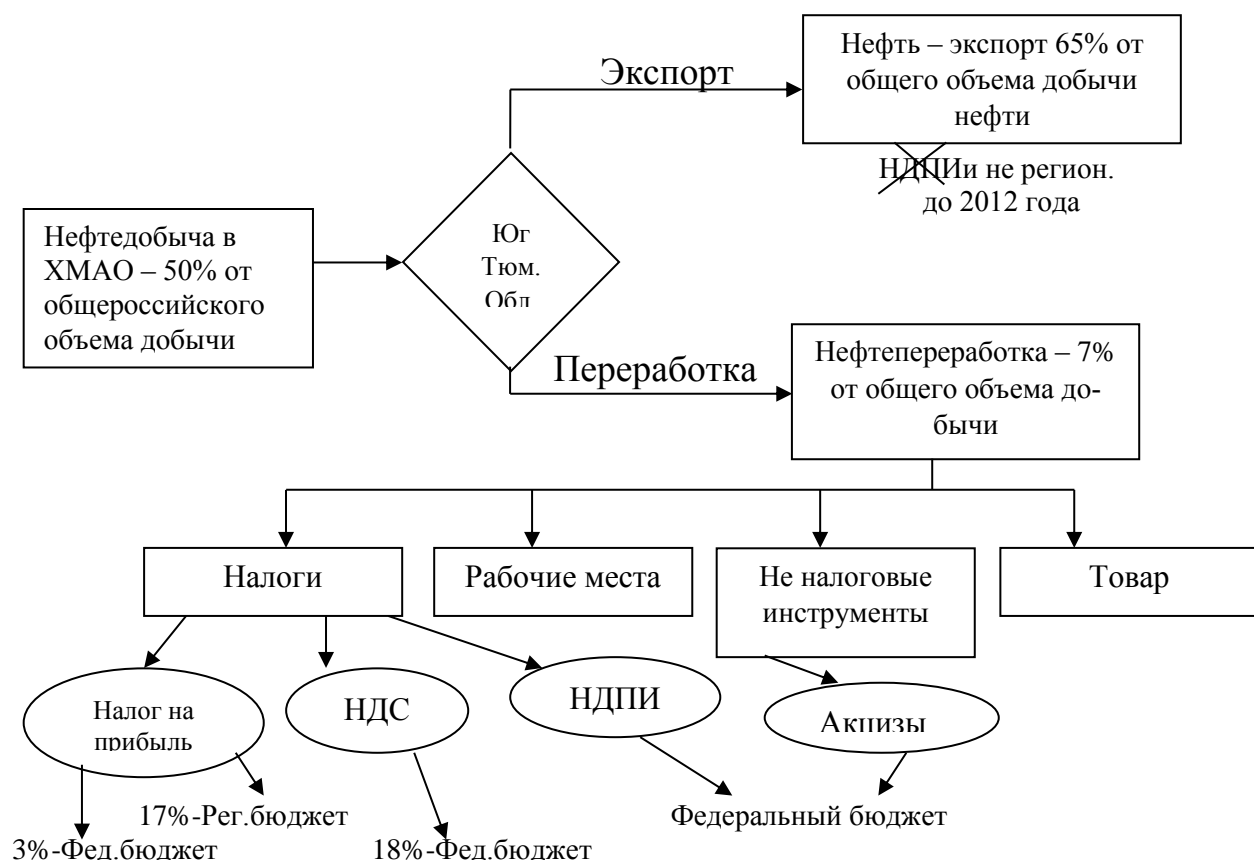 Нефть – экспорт 65% от
общего объема добычи
нефти
Экспорт
НДПИи не регион.
до 2012 года
Нефтедобыча в
ХМАО – 50% от
общероссийского
объема добычи
Юг
Тюм.
Обл
Переработка
Нефтепереработка – 7%
от общего объема до-
бычи
Налоги
Рабочие места
Не налоговые
инструменты
Товар
Налог на
прибыль
НДС
НДПИ
Акцизы
17%-Рег.бюджет
Федеральный бюджет
3%-Фед.бюджет
18%-Фед.бюджет